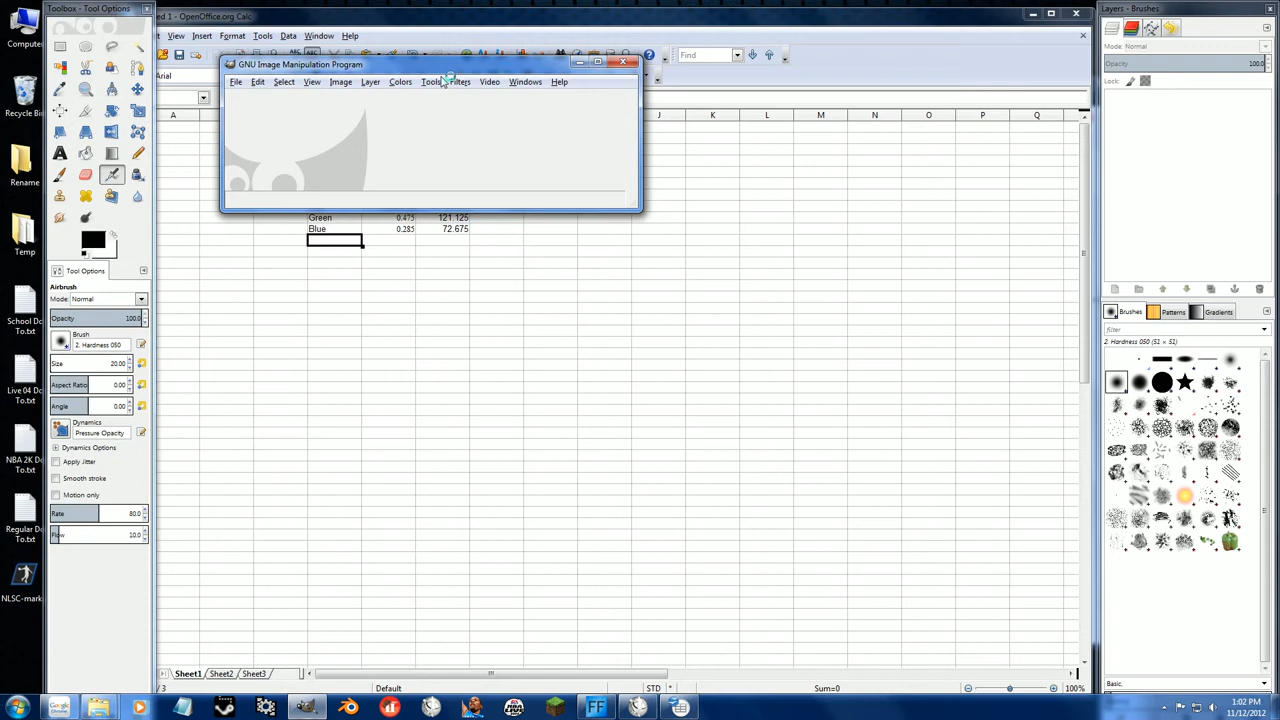 Toolbox - Tool Options
ed 1 - OpenOffice.org Calc
Layers - Brushes
View Insert Format Tools Data Window Help
Find
Arial
GNU Image Manipulation Program
File Edit Select View Image Layer Colors Tools Filters Video Windows Help
A J K L M N O P Q
Green 0.475 121.125
Blue 0.285 72.675
Computer
Recycle Bin
Rename
Temp
School Do
To.txt
Live 04 Do
To.txt
NBA 2K Do
To.txt
Regular Do
To.txt
NLSC-mark
Tool Options
Airbrush
Mode: Normal
Opacity 100.0
Brush
2. Hardness 050
Size 20.00
Aspect Ratio 0.00
Angle 0.00
Dynamics
Pressure Opacity
Dynamics Options
Apply Jitter
Smooth stroke
Motion only
Rate 80.0
Flow 10.0
Mode: Normal
Opacity 100.0
Lock:
Brushes Patterns Gradients
filter
2. Hardness 050 (51 × 51)
Basic,
Sheet1 Sheet2 Sheet3
/ 3 Default STD * Sum=0 100%
Google
FF
1:02 PM
11/12/2012